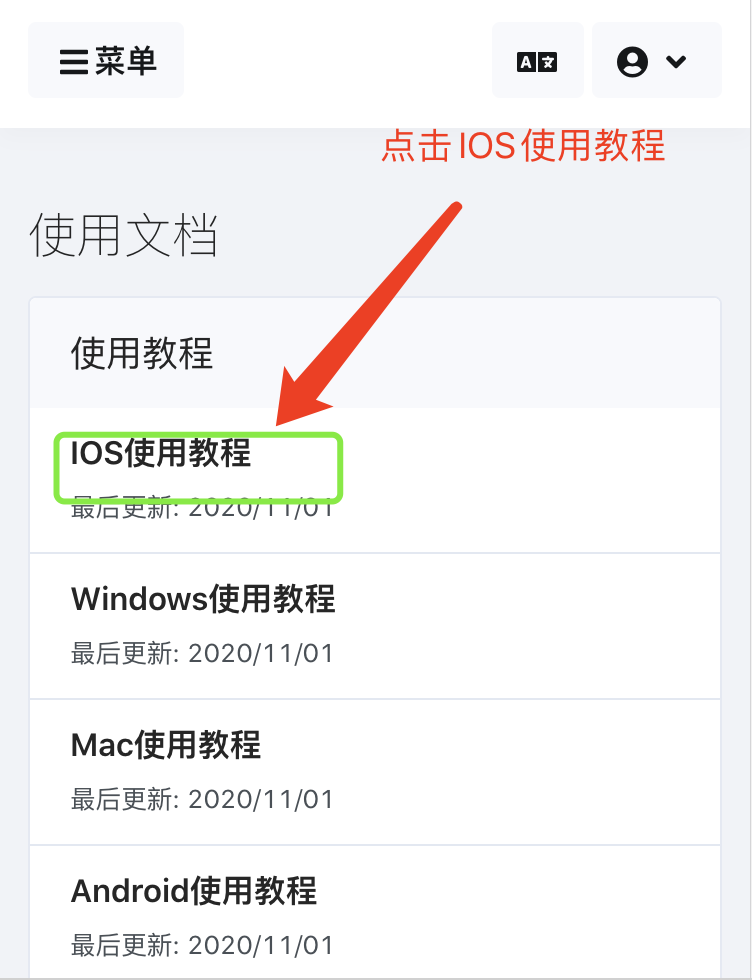 菜单
A 文
点击IOS使用教程
使用文档
使用教程
IOS使用教程
最后更新: 2020/11/01
Windows使用教程
最后更新: 2020/11/01
Mac使用教程
最后更新: 2020/11/01
Android使用教程
最后更新: 2020/11/01